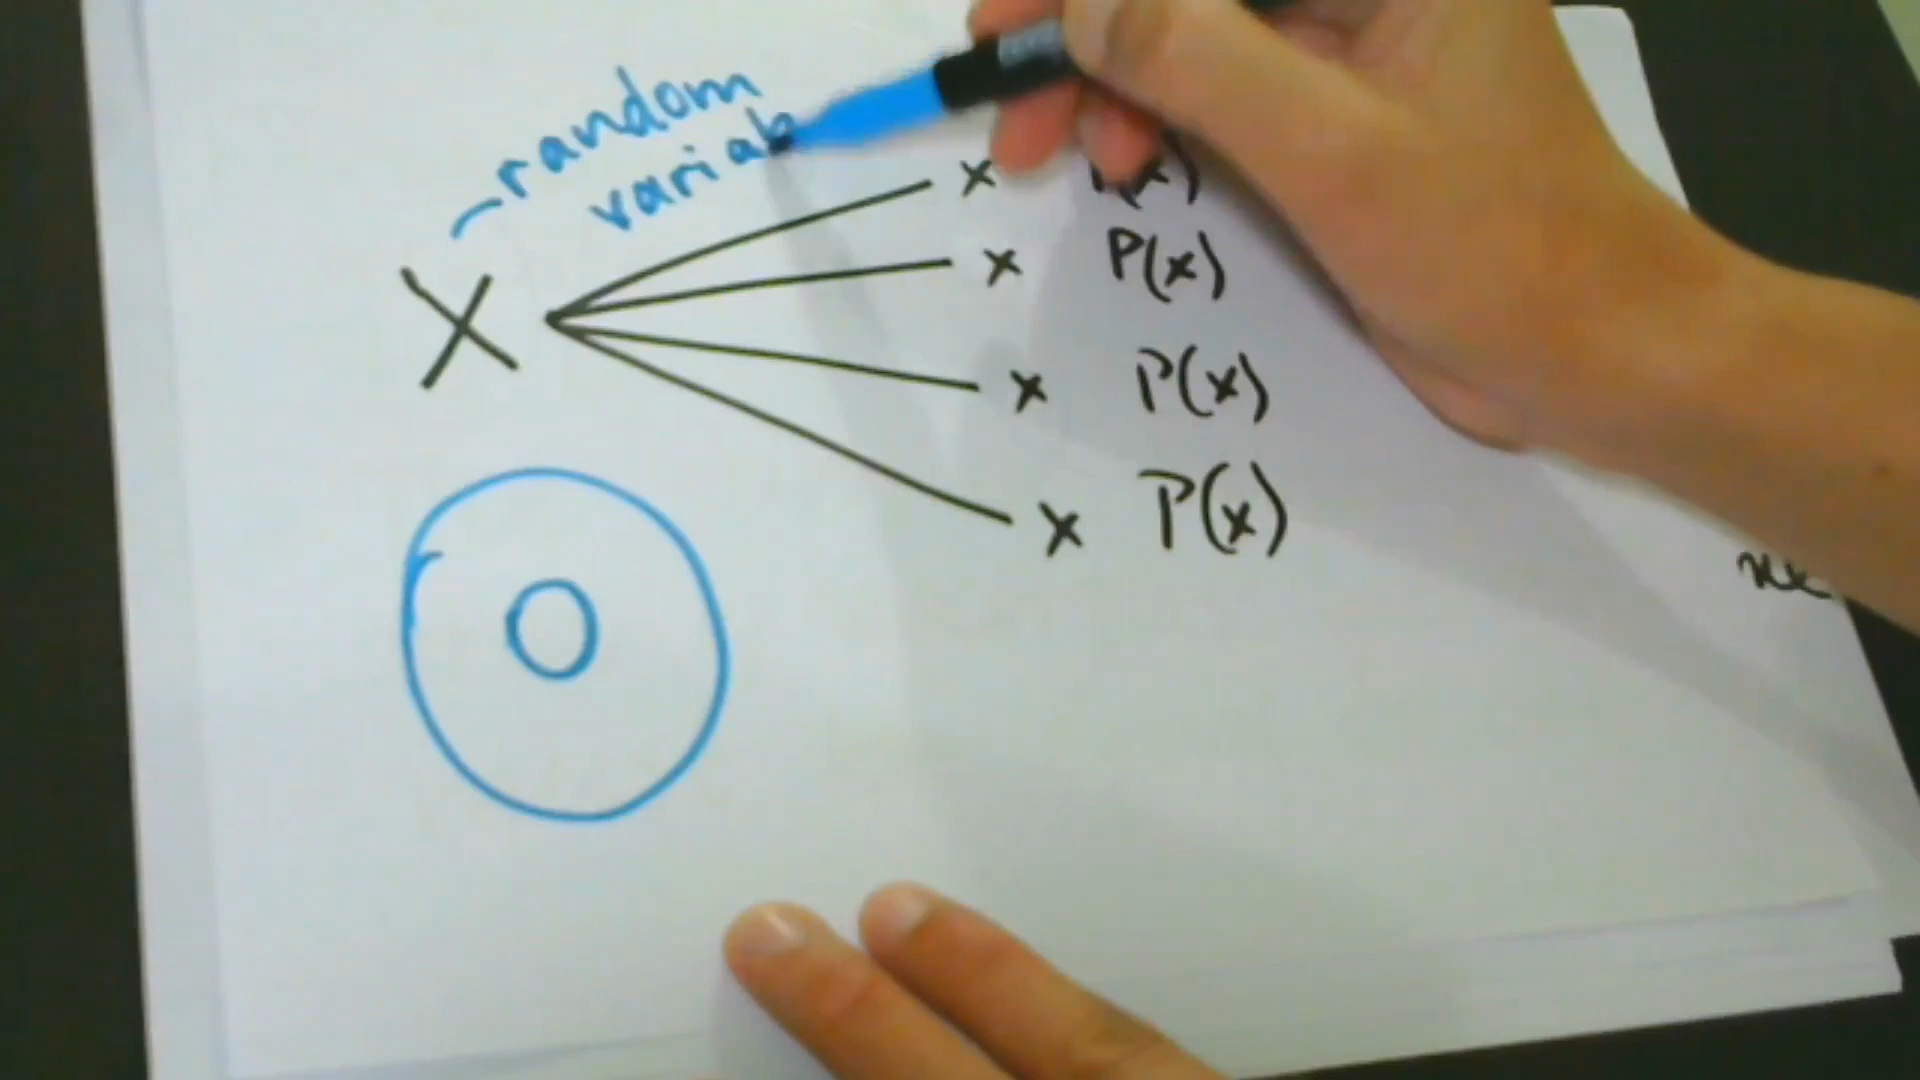 random
variab
x P(x)
X
x P(x)
x P(x)
x P(x)